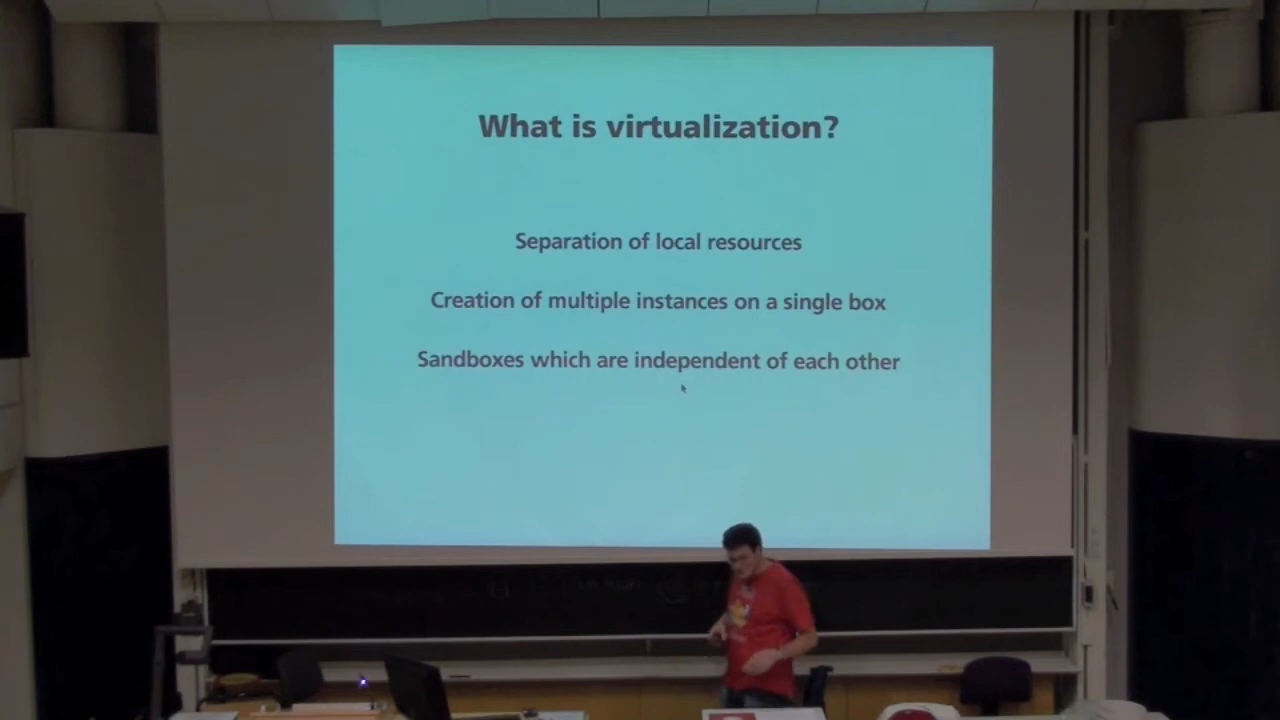 What is virtualization?
Separation of local resources
Creation of multiple instances on a single box
Sandboxes which are independent of each other